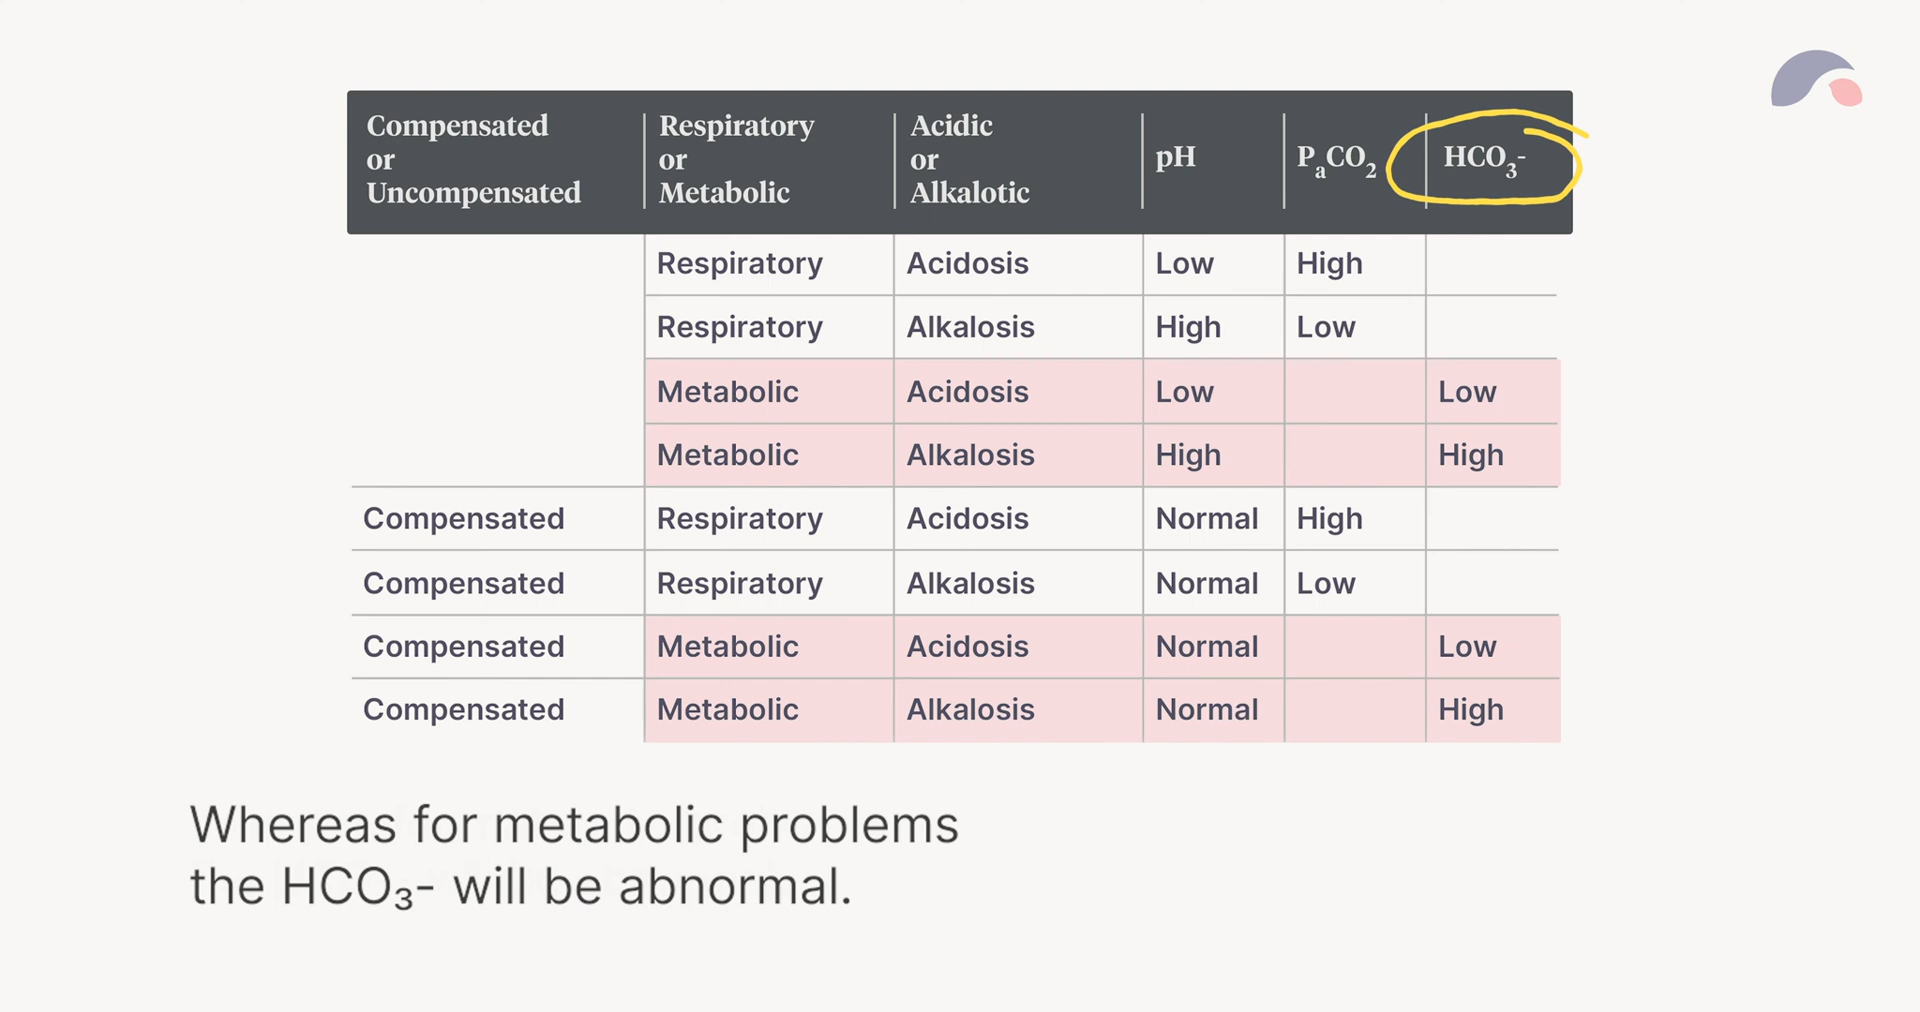 Compensated or Uncompensated | Respiratory or Metabolic | Acidic or Alkalotic | pH | PₐCO₂ | HCO₃-
Respiratory | Acidosis | Low | High
Respiratory | Alkalosis | High | Low
Metabolic | Acidosis | Low | Low
Metabolic | Alkalosis | High | High
Compensated | Respiratory | Acidosis | Normal | High
Compensated | Respiratory | Alkalosis | Normal | Low
Compensated | Metabolic | Acidosis | Normal | Low
Compensated | Metabolic | Alkalosis | Normal | High
Whereas for metabolic problems
the HCO₃- will be abnormal.